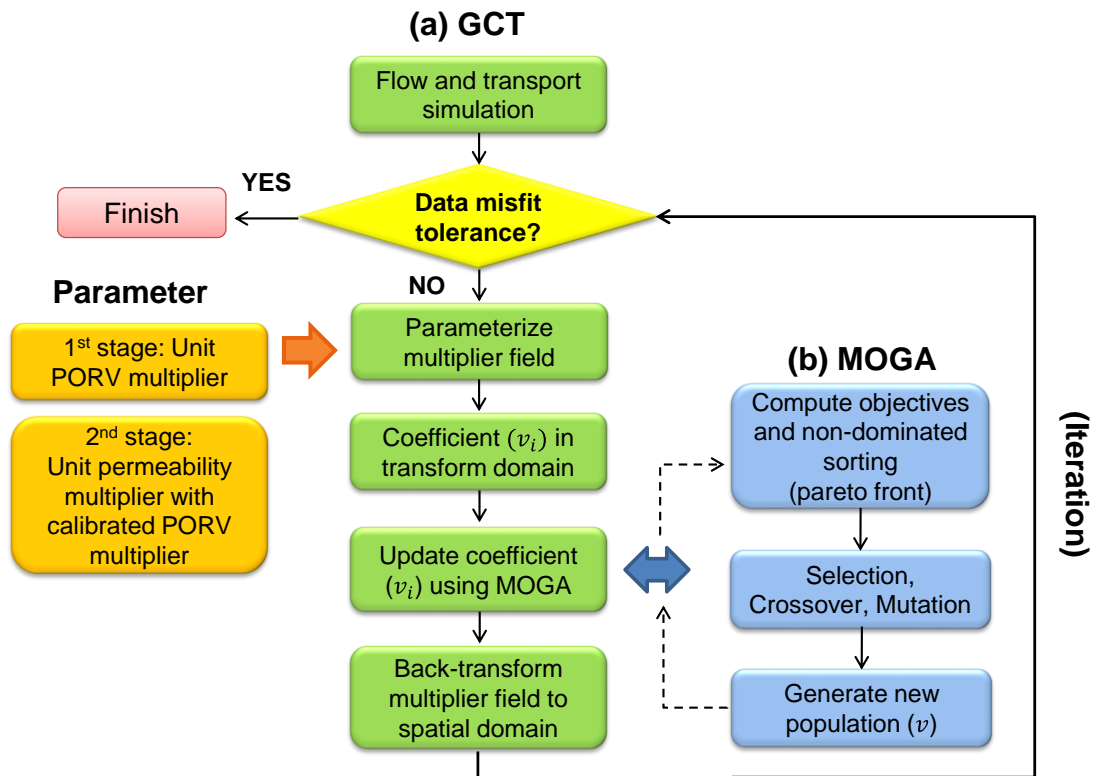 (a) GCT
Flow and transport
simulation
YES
Data misfit
tolerance?
Finish
NO
Parameter
1st stage: Unit
PORV multiplier
2nd stage:
Unit permeability
multiplier with
calibrated PORV
multiplier
Parameterize
multiplier field
Coefficient (vᵢ) in
transform domain
Update coefficient
(vᵢ) using MOGA
Back-transform
multiplier field to
spatial domain
(b) MOGA
Compute objectives
and non-dominated
sorting
(pareto front)
Selection,
Crossover, Mutation
Generate new
population (v)
(Iteration)